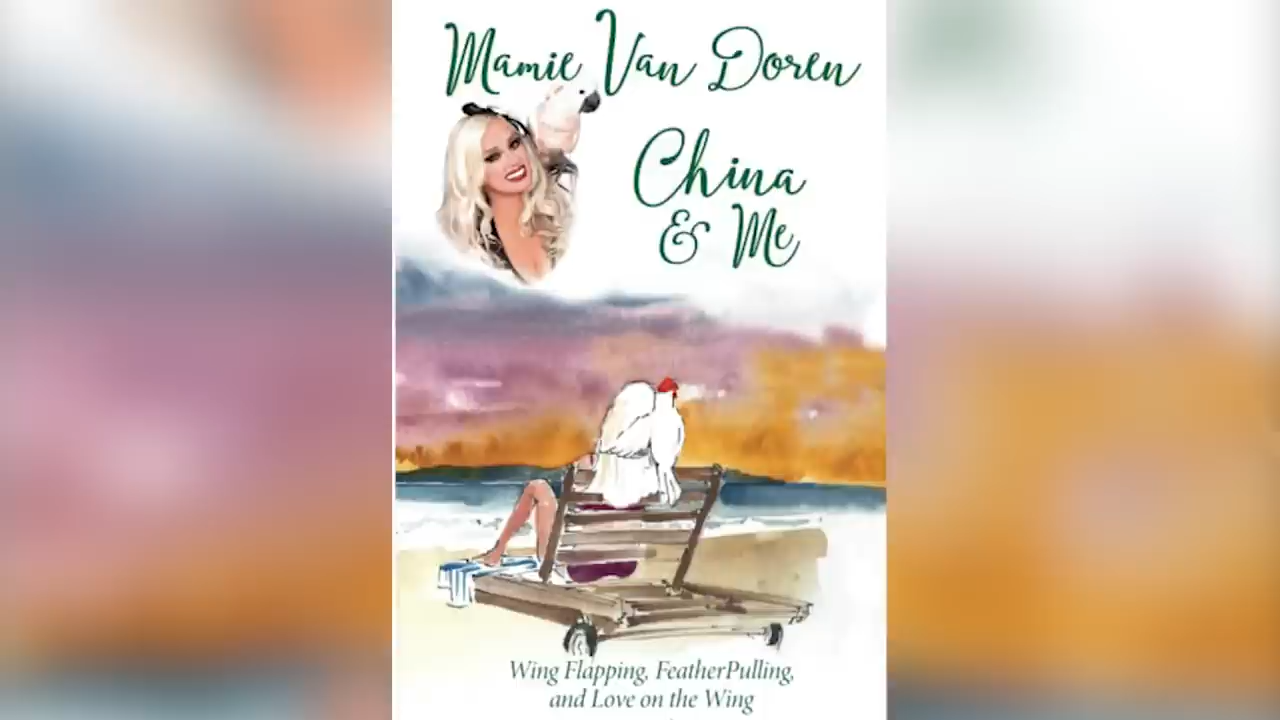 Mamie Van Doren
China
& Me
Wing Flapping, FeatherPulling,
and Love on the Wing